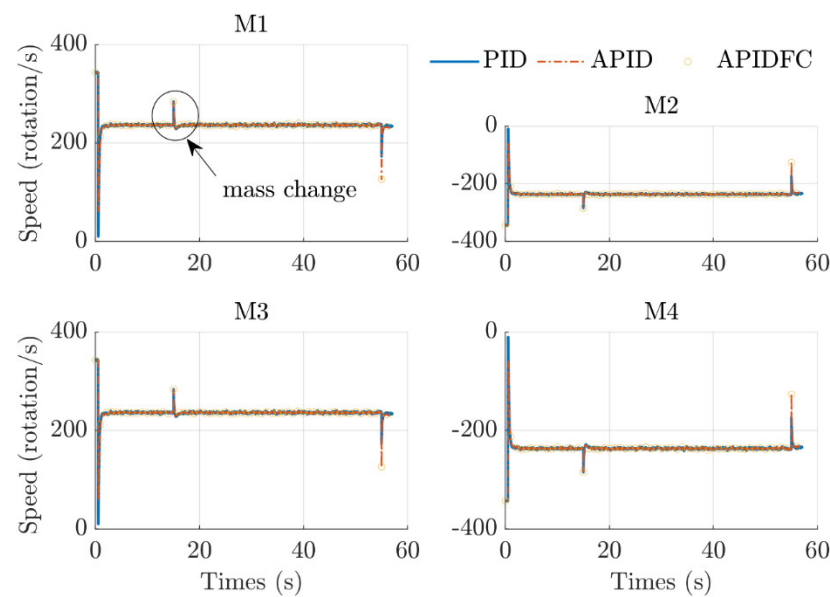 M1
PID APID APIDFC
Speed (rotation/s)
400
200
0
mass change
0 20 40 60
M2
0
-200
-400
0 20 40 60
M3
Speed (rotation/s)
400
200
0
0 20 40 60
Times (s)
M4
0
-200
-400
0 20 40 60
Times (s)